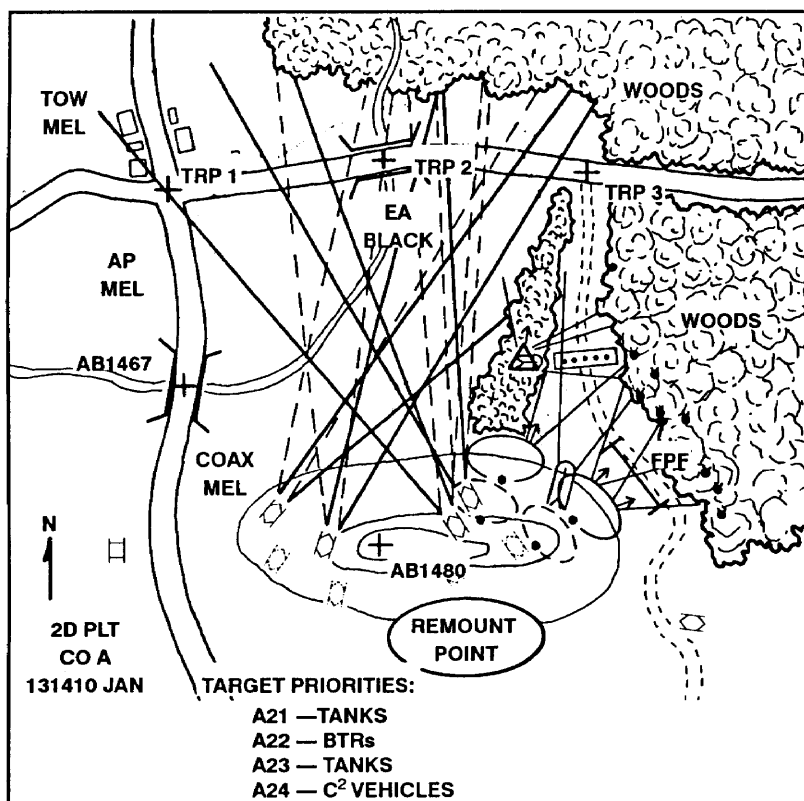 WOODS
TOW
MEL
TRP 1
TRP 2
TRP 3
EA
BLACK
AP
MEL
WOODS
AB1467
COAX
MEL
FPF
N
AB1480
2D PLT
CO A
131410 JAN
REMOUNT
POINT
TARGET PRIORITIES:
A21 — TANKS
A22 — BTRs
A23 — TANKS
A24 — C² VEHICLES